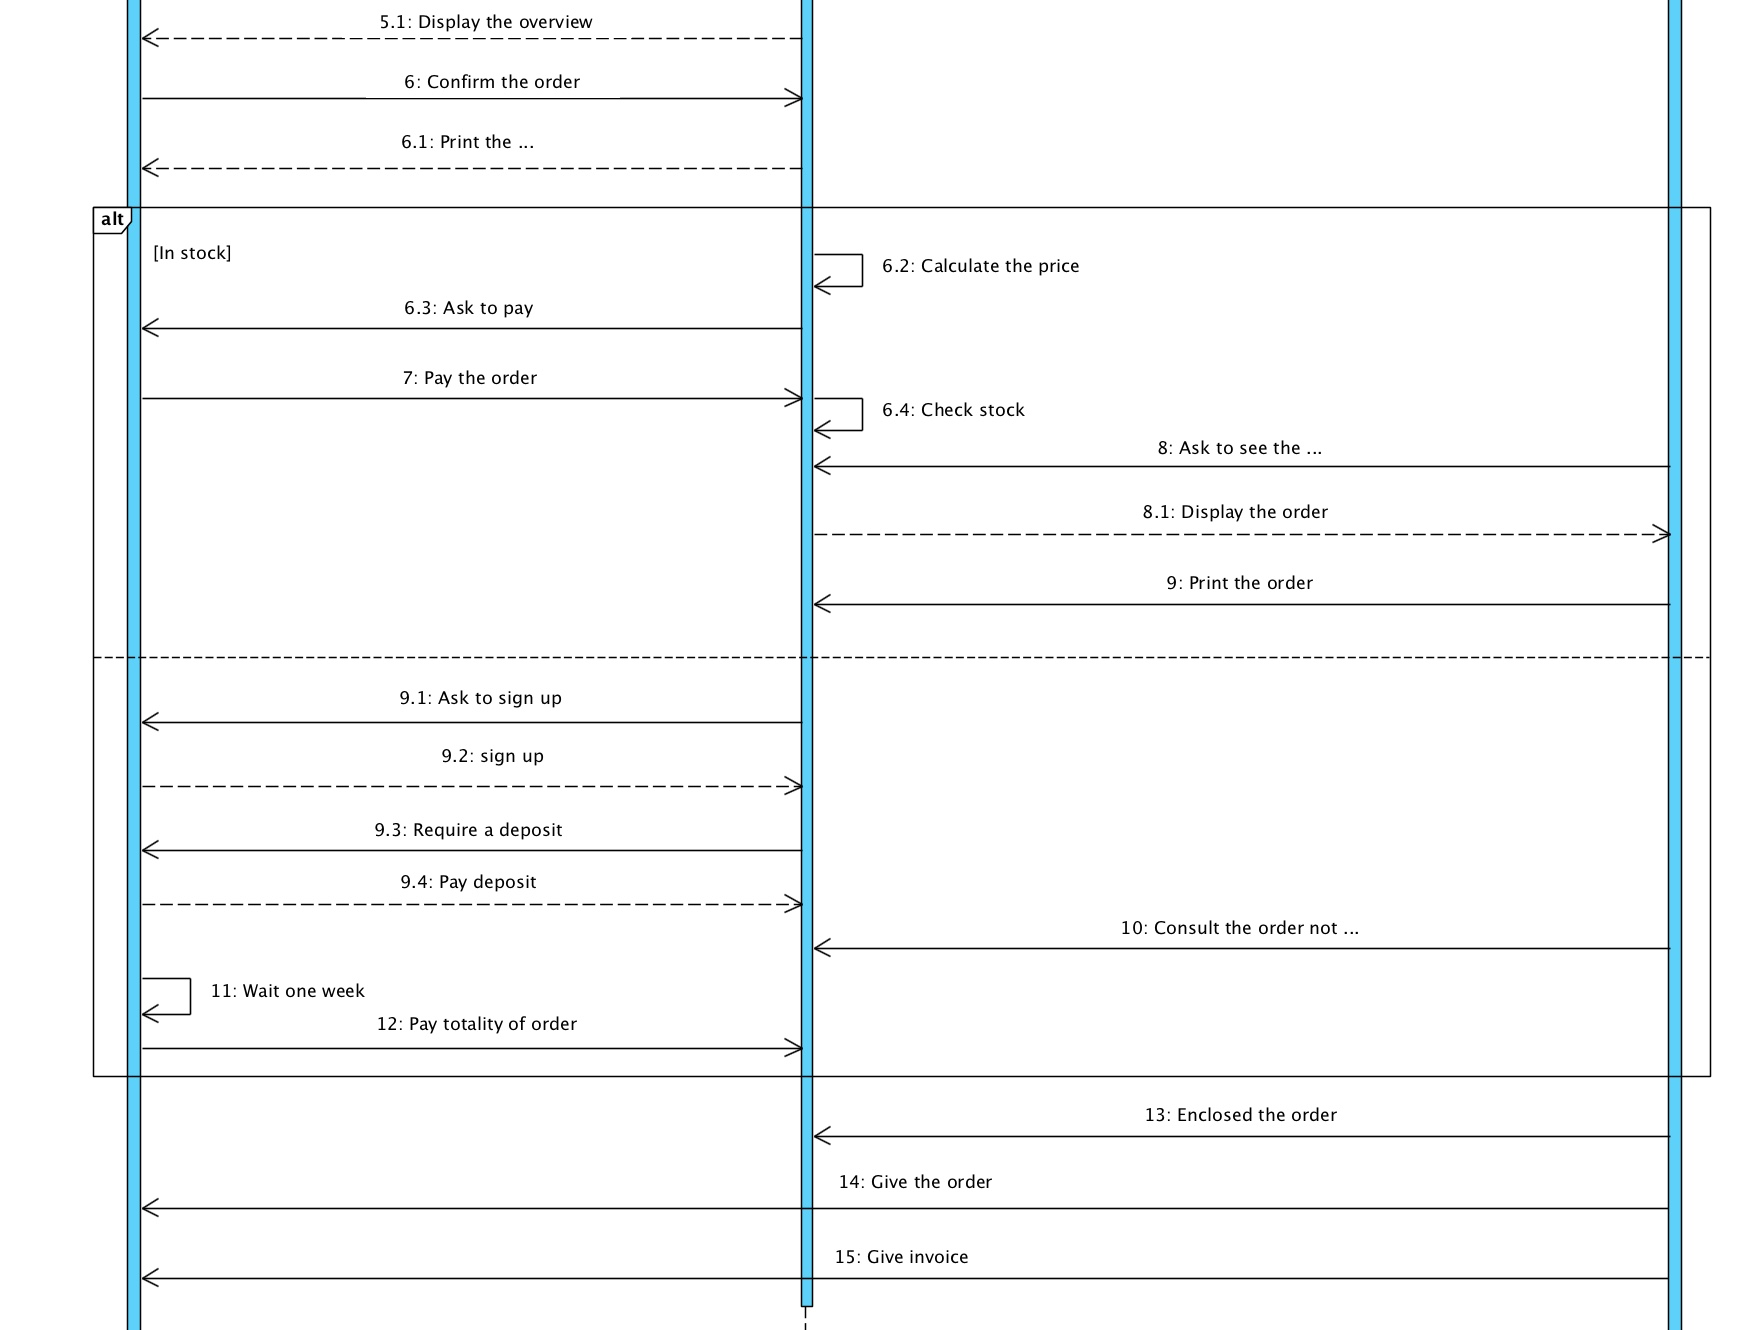 5.1: Display the overview
6: Confirm the order
6.1: Print the ...
alt
[In stock]
6.2: Calculate the price
6.3: Ask to pay
7: Pay the order
6.4: Check stock
8: Ask to see the ...
8.1: Display the order
9: Print the order
9.1: Ask to sign up
9.2: sign up
9.3: Require a deposit
9.4: Pay deposit
10: Consult the order not ...
11: Wait one week
12: Pay totality of order
13: Enclosed the order
14: Give the order
15: Give invoice